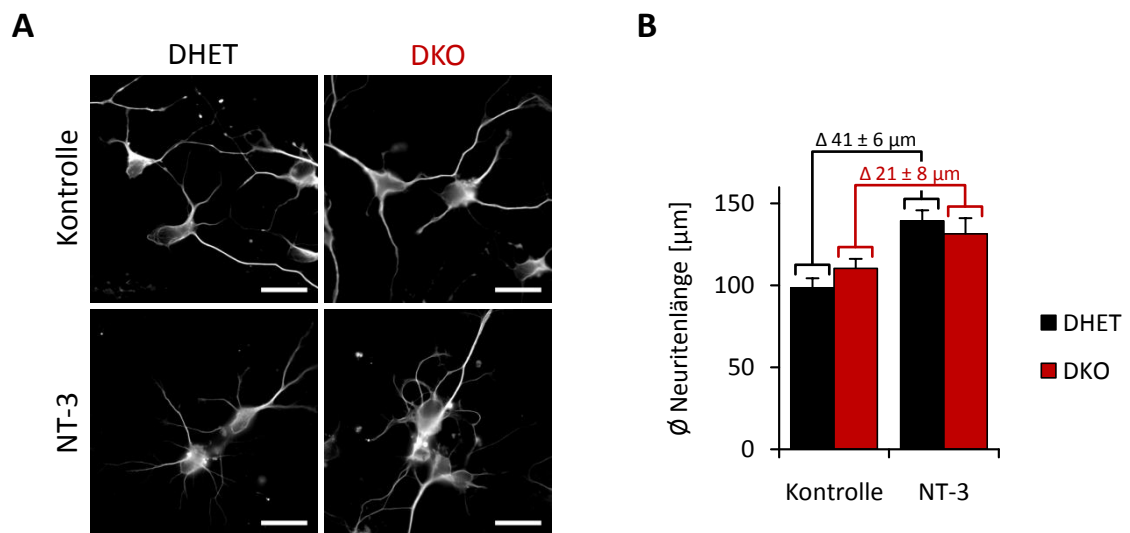 A
DHET
DKO
Kontrolle
NT-3
B
Δ 41 ± 6 µm
Δ 21 ± 8 µm
Ø Neuritenlänge [µm]
150
100
50
0
Kontrolle
NT-3
DHET
DKO